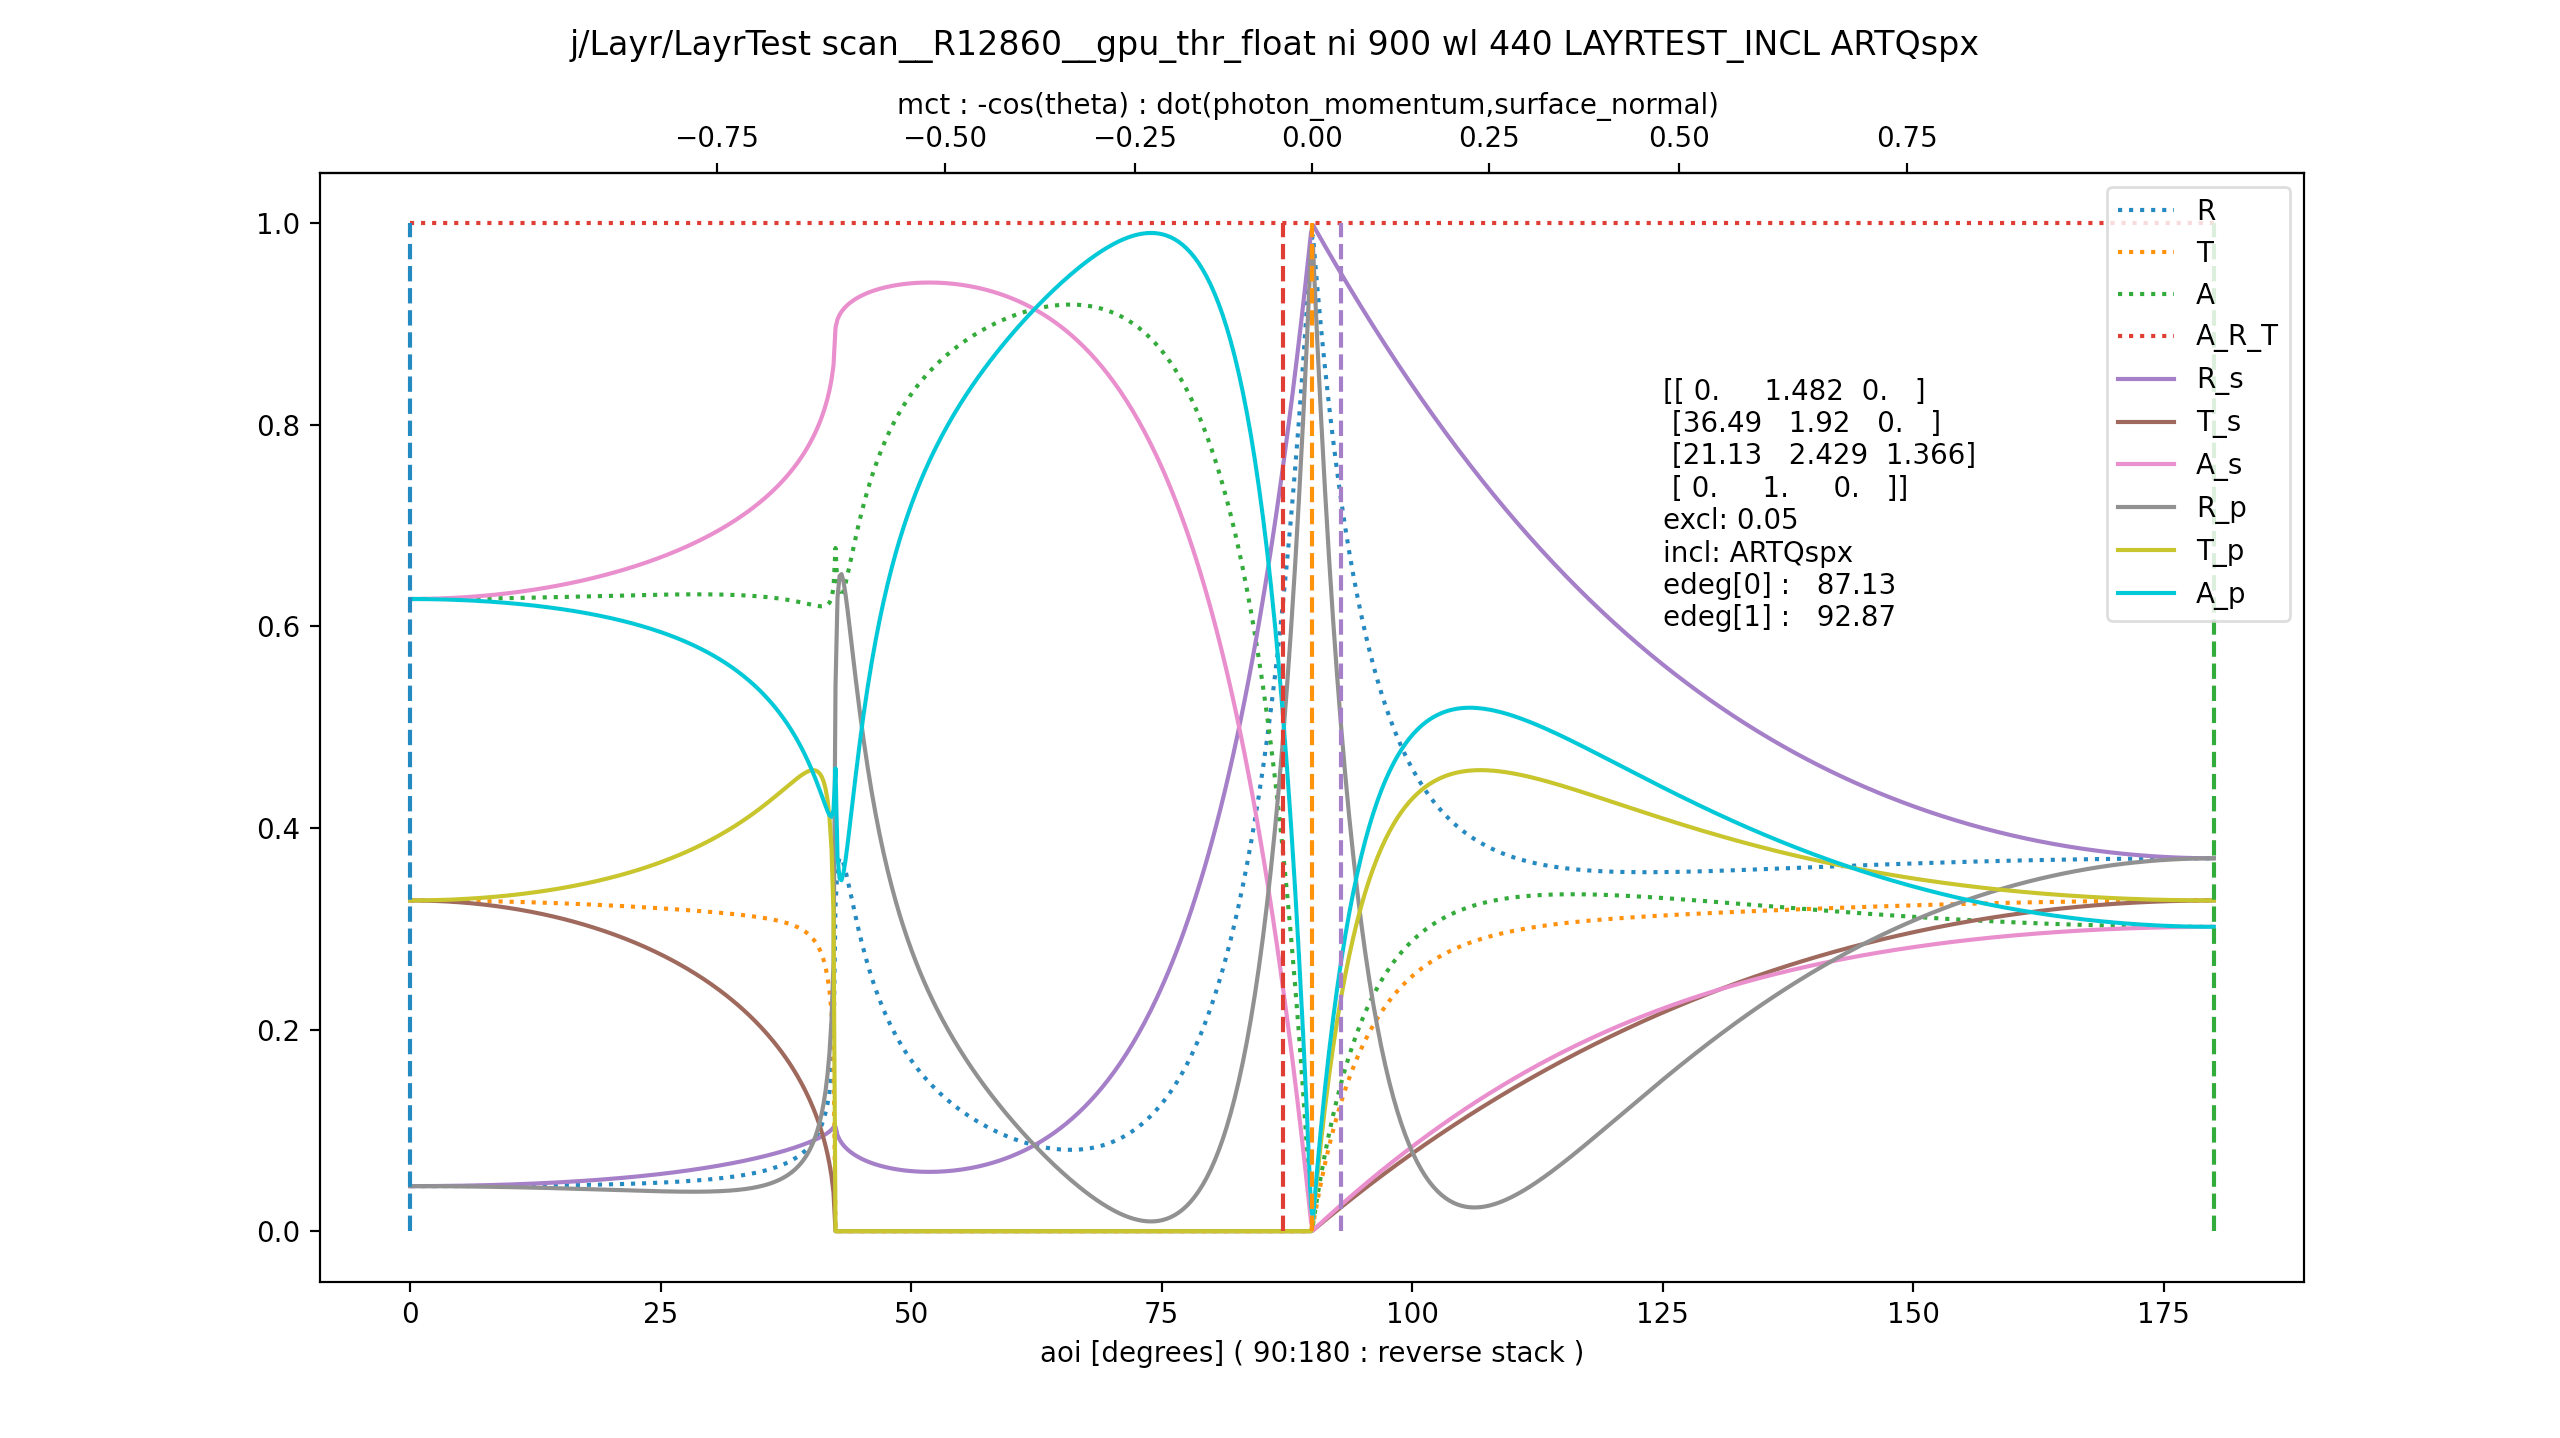 j/Layr/LayrTest scan__R12860__gpu_thr_float ni 900 wl 440 LAYRTEST_INCL ARTQspx
mct : -cos(theta) : dot(photon_momentum,surface_normal)
−0.75 −0.50 −0.25 0.00 0.25 0.50 0.75
1.0
0.8
0.6
0.4
0.2
0.0
R
T
A
A_R_T
R_s
T_s
A_s
R_p
T_p
A_p
[[ 0. 1.482 0. ]
[36.49 1.92 0. ]
[21.13 2.429 1.366]
[ 0. 1. 0. ]]
excl: 0.05
incl: ARTQspx
edeg[0] : 87.13
edeg[1] : 92.87
0 25 50 75 100 125 150 175
aoi [degrees] ( 90:180 : reverse stack )